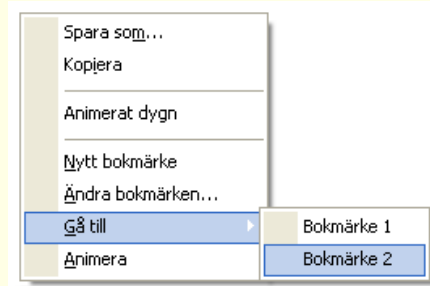 Spara som...
Kopiera
Animerat dygn
Nytt bokmärke
Ändra bokmärken...
Gå till
Bokmärke 1
Animera
Bokmärke 2